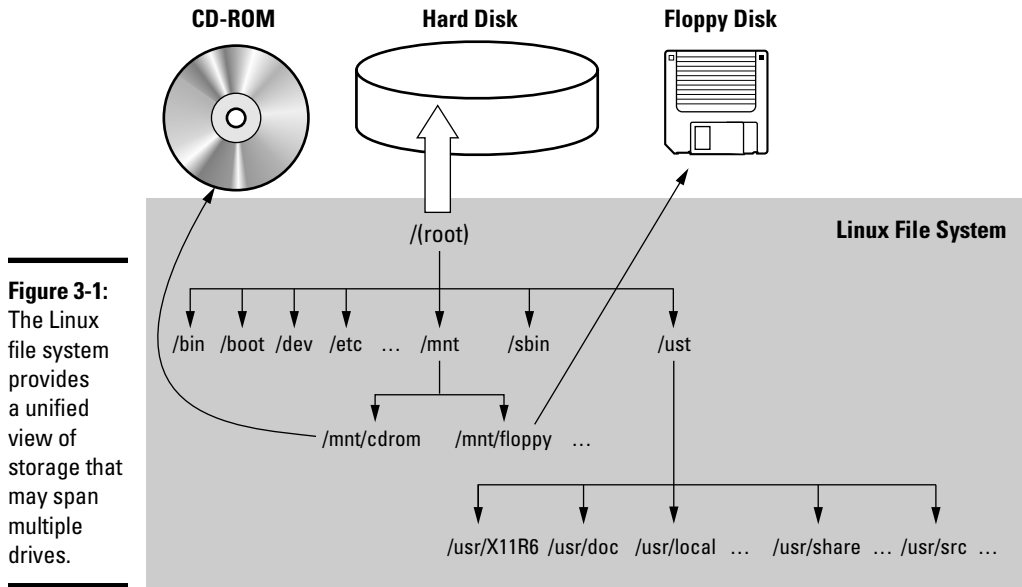 CD-ROM Hard Disk Floppy Disk
/(root)
Linux File System
Figure 3-1:
The Linux
file system
provides
a unified
view of
storage that
may span
multiple
drives.
/bin /boot /dev /etc ... /mnt /sbin /ust
/mnt/cdrom /mnt/floppy ...
/usr/X11R6 /usr/doc /usr/local ... /usr/share ... /usr/src ...